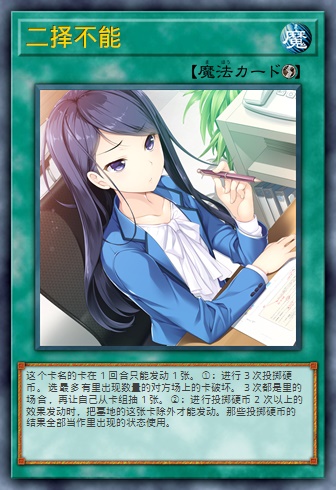 二择不能
魔
【魔法カード】
这个卡名的卡在 1 回合只能发动 1 张。①：进行 3 次投掷硬
币。选最多有里出现数量的对方场上的卡破坏。 3 次都是里的
场合，再让自己从卡组抽 1 张。②：进行投掷硬币 2 次以上的
效果发动时，把墓地的这张卡除外才能发动。那些投掷硬币的
结果全部当作里出现的状态使用。